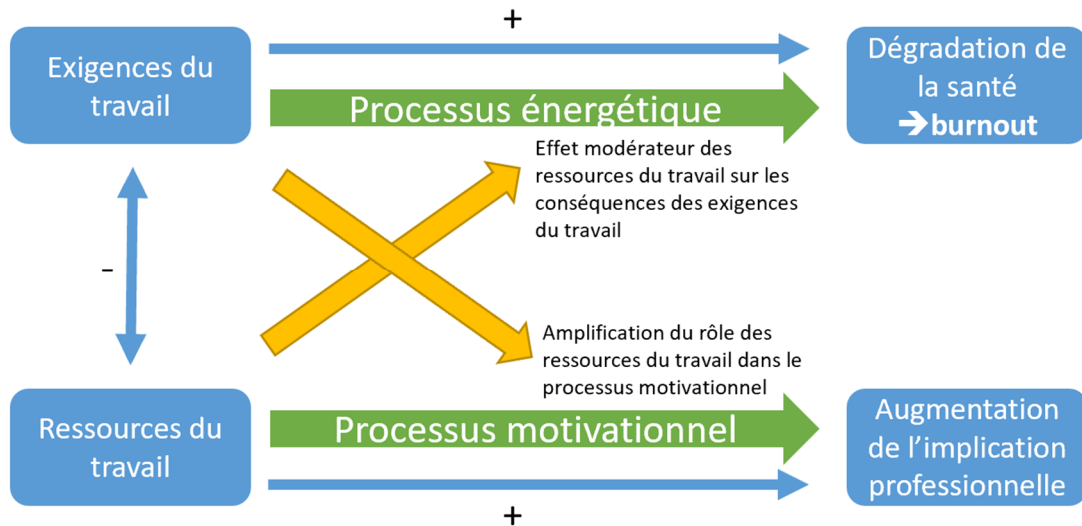 +
Exigences du
travail
Dégradation de
la santé
➔burnout
Processus énergétique
Effet modérateur des
ressources du travail sur les
conséquences des exigences
du travail
-
Amplification du rôle des
ressources du travail dans le
processus motivationnel
Ressources du
travail
Processus motivationnel
Augmentation
de l’implication
professionnelle
+